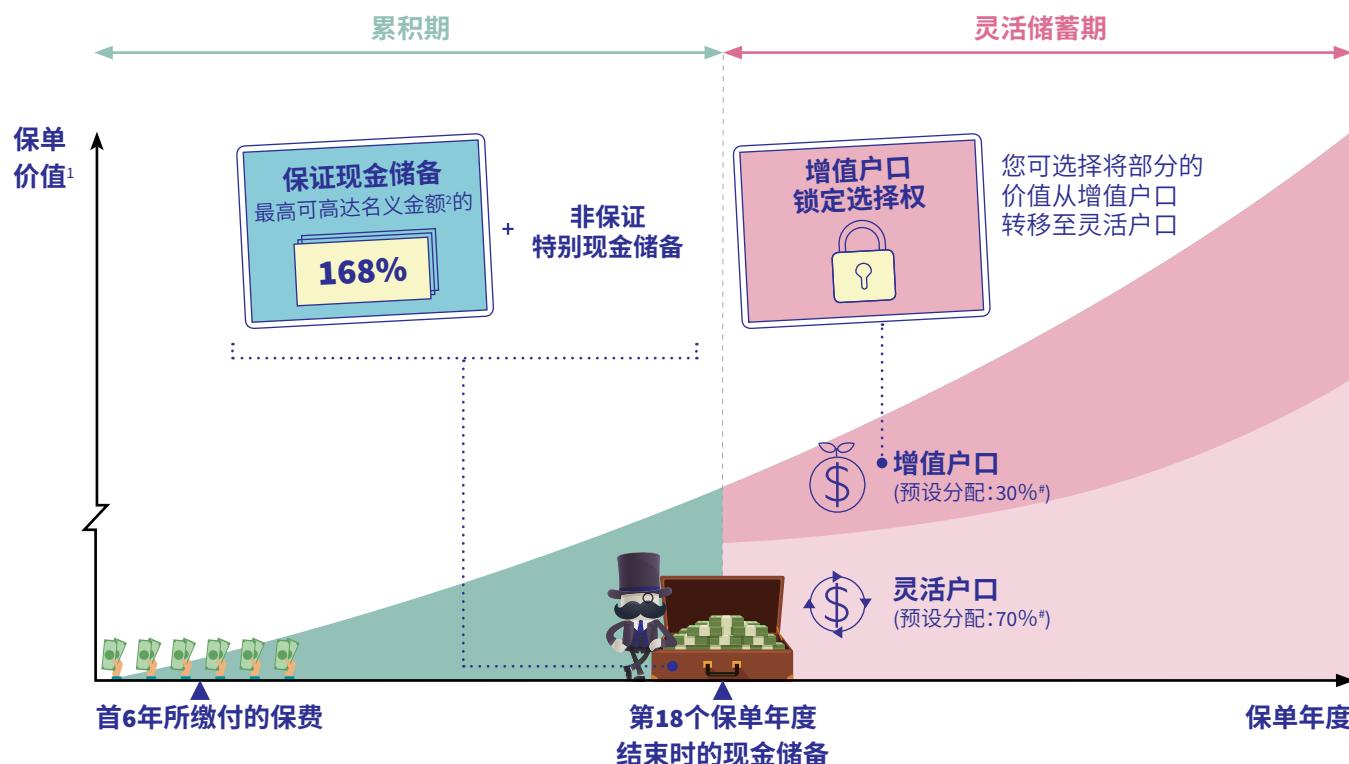 累积期
灵活储蓄期
保单
价值1
保证现金储备
最高可高达名义金额2的
168%
+
非保证
特别现金储备
增值户口
锁定选择权
您可选择将部分的
价值从增值户口
转移至灵活户口
增值户口
(预设分配：30%#)
灵活户口
(预设分配：70%#)
首6年所缴付的保费
第18个保单年度
结束时的现金储备
保单年度